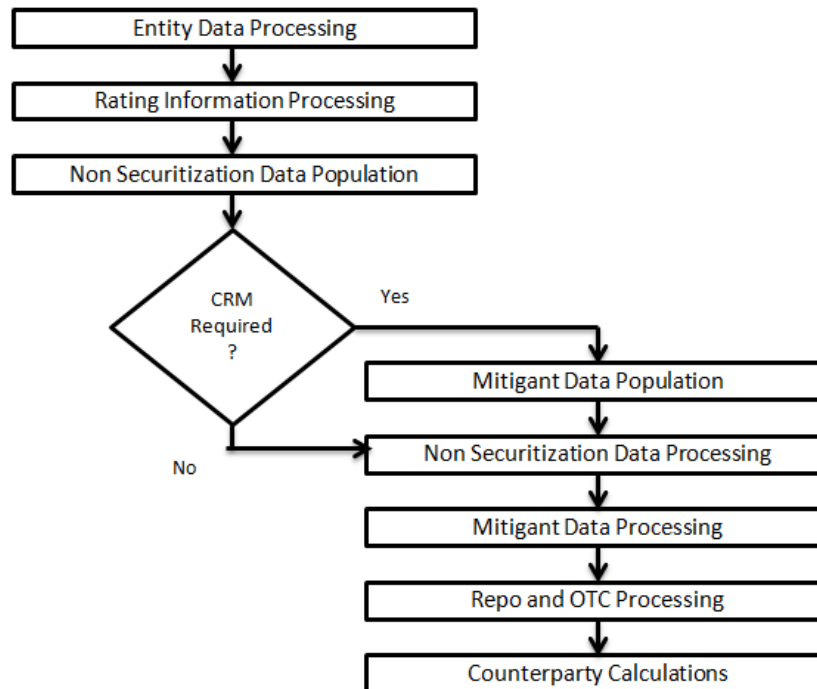 Entity Data Processing
Rating Information Processing
Non Securitization Data Population
CRM
Required
?
Yes
No
Mitigant Data Population
Non Securitization Data Processing
Mitigant Data Processing
Repo and OTC Processing
Counterparty Calculations